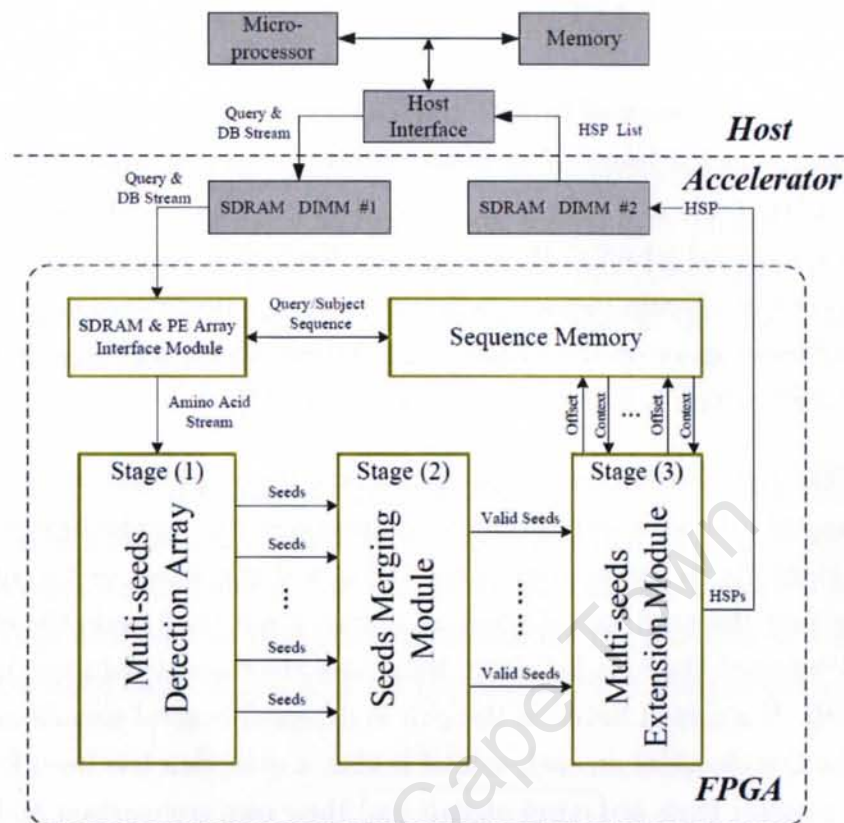 Micro-
processor
Memory
Host
Interface
Query &
DB Stream
HSP List
Host
Query &
DB Stream
Accelerator
SDRAM DIMM #1
SDRAM DIMM #2
HSP
SDRAM & PE Array
Interface Module
Query/Subject
Sequence
Sequence Memory
Amino Acid
Stream
Offset
Context
...
Offset
Context
Stage (1)
Multi-seeds
Detection Array
Seeds
Seeds
...
Seeds
Seeds
Stage (2)
Seeds Merging
Module
Valid Seeds
... ...
Valid Seeds
Stage (3)
Multi-seeds
Extension Module
HSPs
FPGA
Cape Town